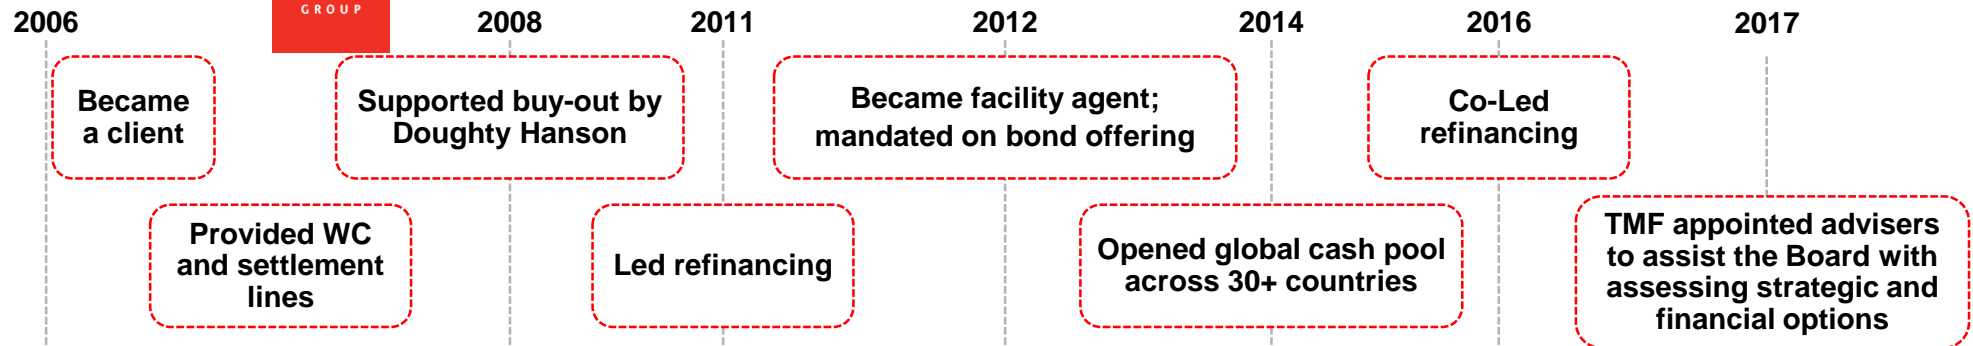 GROUP
2006
2008
2011
2012
2014
2016
2017
Became
a client
Supported buy-out by
Doughty Hanson
Became facility agent;
mandated on bond offering
Co-Led
refinancing
Provided WC
and settlement
lines
Led refinancing
Opened global cash pool
across 30+ countries
TMF appointed advisers
to assist the Board with
assessing strategic and
financial options